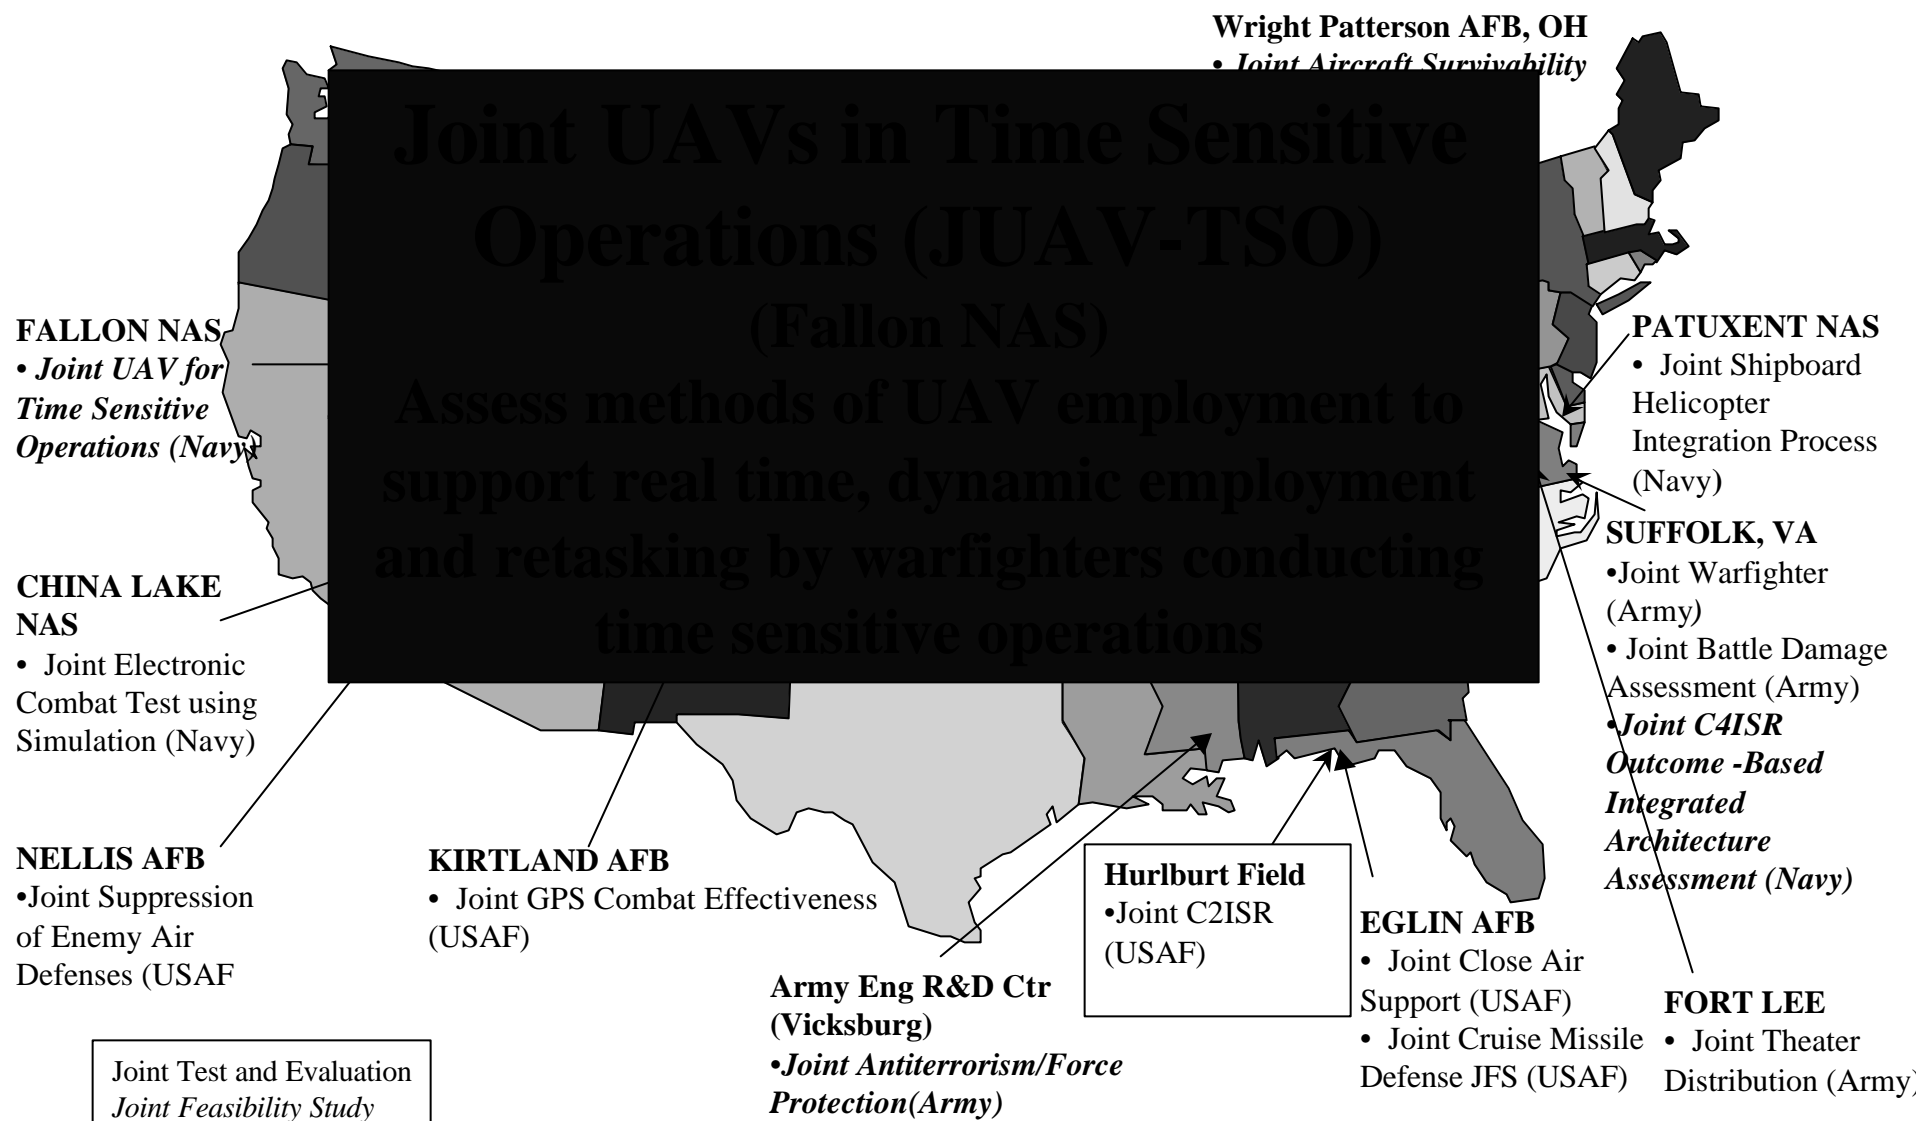 Wright Patterson AFB, OH
• Joint Aircraft Survivability
Joint UAVs in Time Sensitive
Operations (JUAV-TSO)
(Fallon NAS)
Assess methods of UAV employment to
support real time, dynamic employment
and retasking by warfighters conducting
time sensitive operations
FALLON NAS
• Joint UAV for
Time Sensitive
Operations (Navy)
CHINA LAKE
NAS
• Joint Electronic
Combat Test using
Simulation (Navy)
NELLIS AFB
•Joint Suppression
of Enemy Air
Defenses (USAF
KIRTLAND AFB
• Joint GPS Combat Effectiveness
(USAF)
Army Eng R&D Ctr
(Vicksburg)
•Joint Antiterrorism/Force
Protection(Army)
Hurlburt Field
•Joint C2ISR
(USAF)
EGLIN AFB
• Joint Close Air
Support (USAF)
• Joint Cruise Missile
Defense JFS (USAF)
FORT LEE
• Joint Theater
Distribution (Army)
PATUXENT NAS
• Joint Shipboard
Helicopter
Integration Process
(Navy)
SUFFOLK, VA
•Joint Warfighter
(Army)
• Joint Battle Damage
Assessment (Army)
•Joint C4ISR
Outcome -Based
Integrated
Architecture
Assessment (Navy)
Joint Test and Evaluation
Joint Feasibility Study